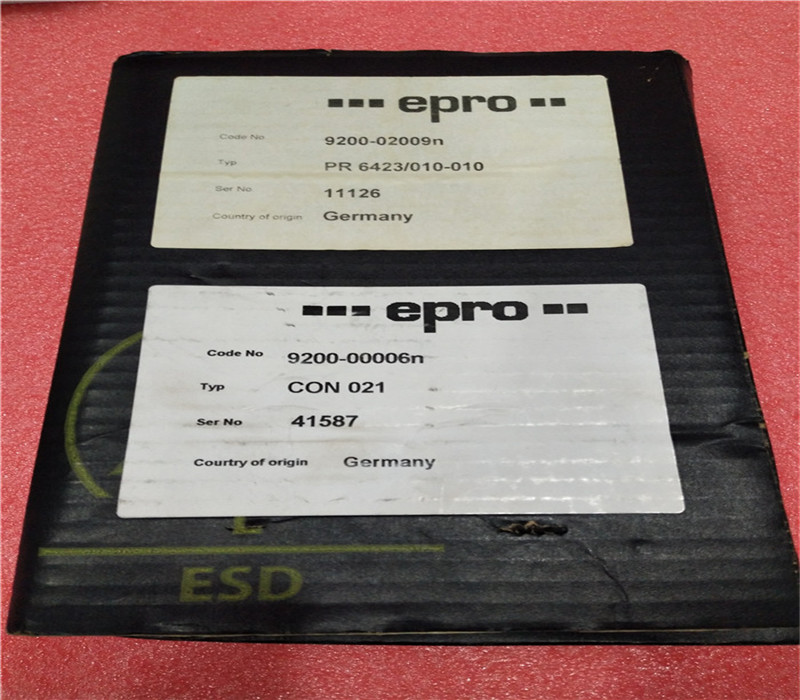 epro
Code No 9200-02009n
Typ PR 6423/010-010
Ser No 11126
Country of origin Germany
epro
Code No 9200-00006n
Typ CON 021
Ser No 41587
Courtry of origin Germany
ESD